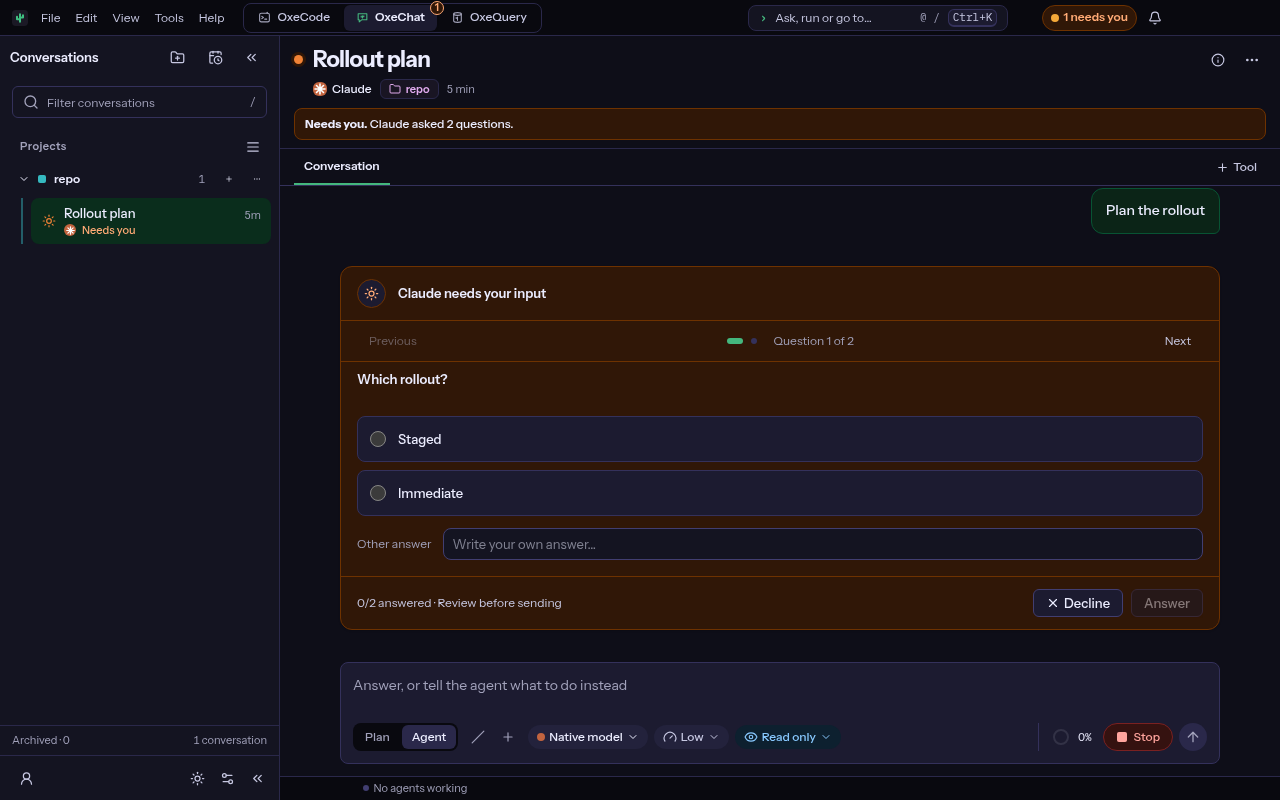 File Edit View Tools Help OxeCode OxeChat 1 OxeQuery Ask, run or go to... @ / Ctrl+K 1 needs you
Conversations
Filter conversations /
Projects
repo 1 + ...
Rollout plan 5m
Needs you
Archived · 0 1 conversation
Rollout plan
Claude repo 5 min
Needs you. Claude asked 2 questions.
Conversation + Tool
Plan the rollout
Claude needs your input
Previous Question 1 of 2 Next
Which rollout?
Staged
Immediate
Other answer Write your own answer...
0/2 answered · Review before sending Decline Answer
Answer, or tell the agent what to do instead
Plan Agent Native model Low Read only 0% Stop
No agents working